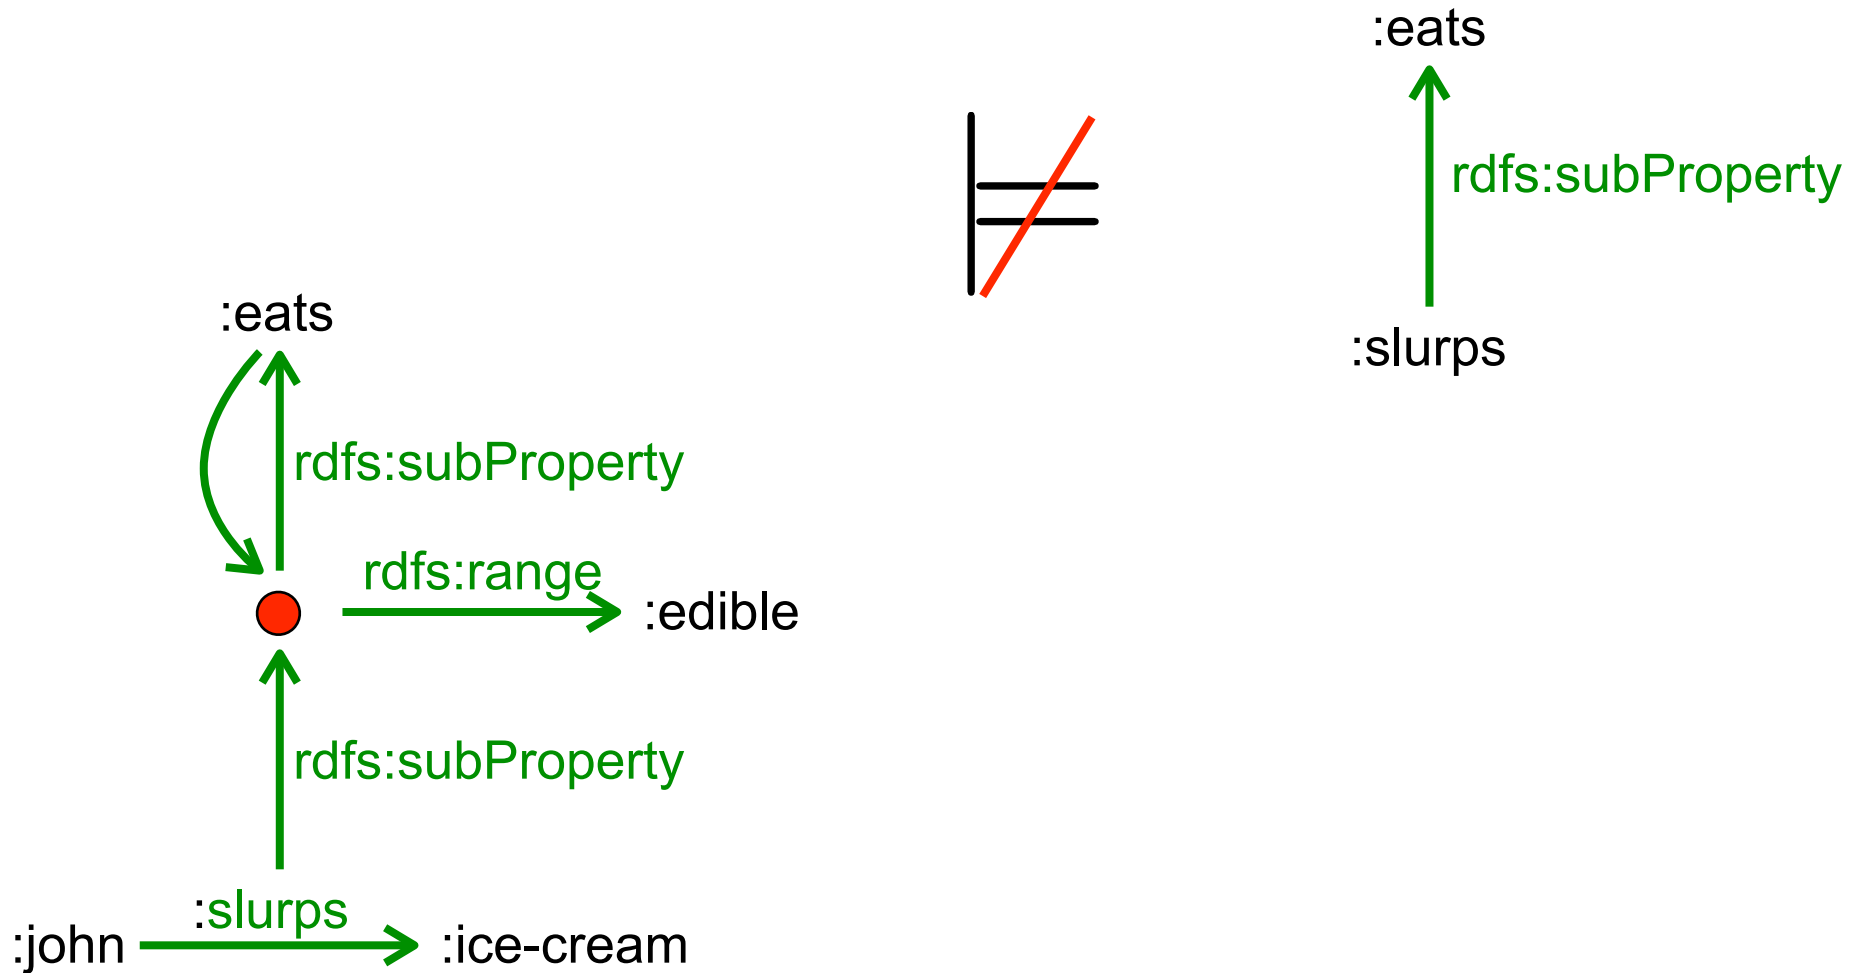 :eats
rdfs:subProperty
:slurps
:eats
rdfs:subProperty
rdfs:range
:edible
rdfs:subProperty
:slurps
:john
:ice-cream